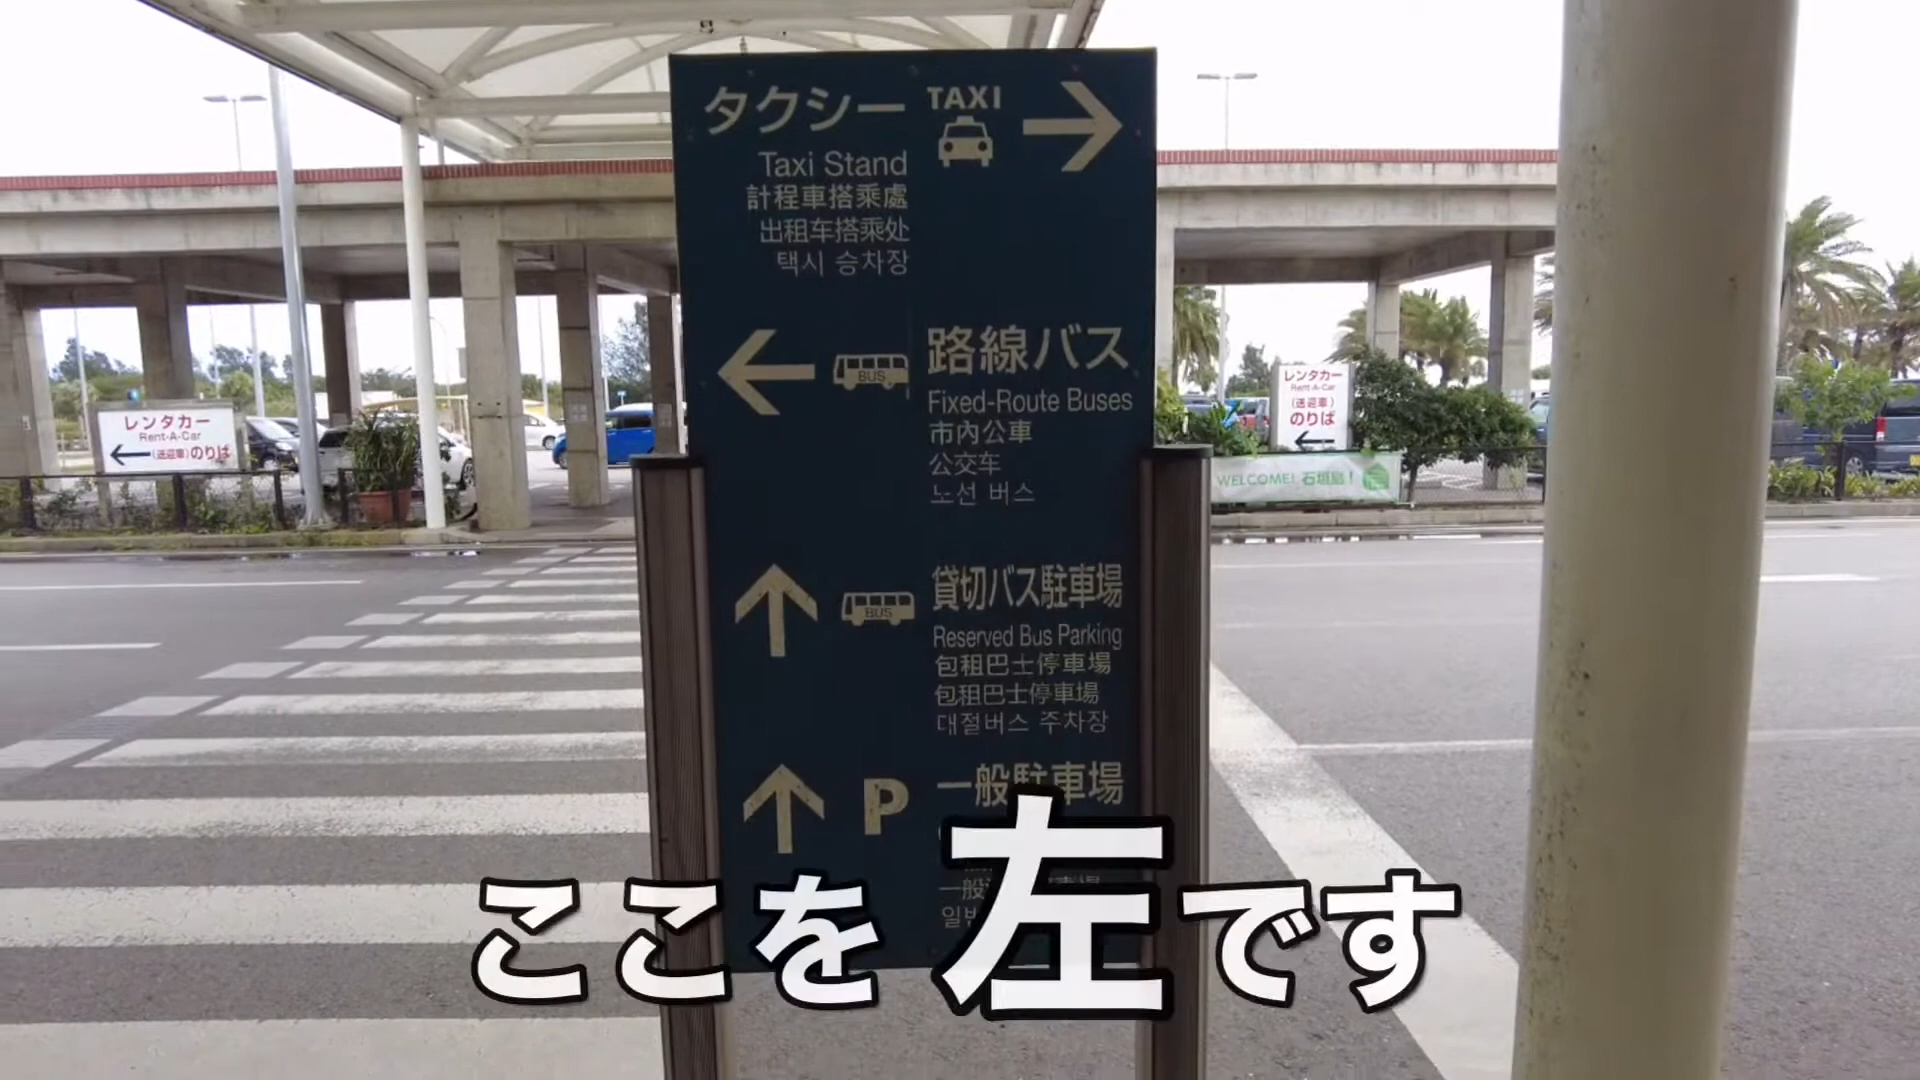 タクシー
TAXI
Taxi Stand
計程車搭乘處
出租车搭乘处
택시 승차장
BUS
路線バス
Fixed-Route Buses
市內公車
公交车
노선 버스
BUS
貸切バス駐車場
Reserved Bus Parking
包租巴士停車場
包租巴士停車場
대절버스 주차장
P
一般駐車場
一般
レンタカー
Rent-A-Car
(送迎車)のりば
レンタカー
Rent-A-Car
(送迎車)
のりば
WELCOME! 石垣島!
ここを左です